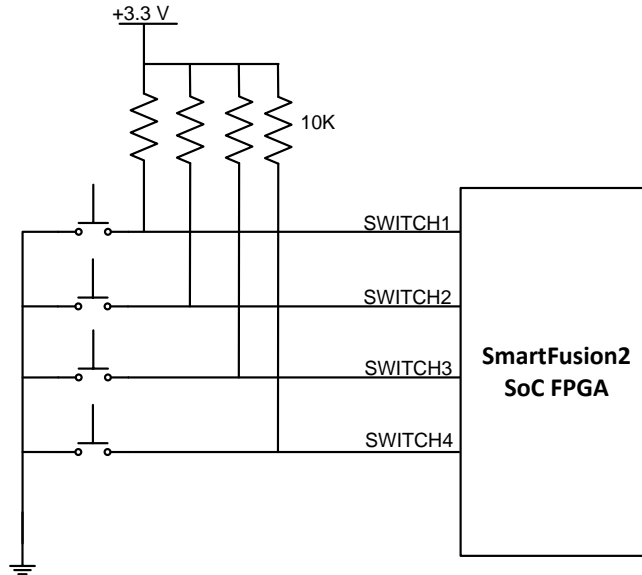 +3.3 V
10K
SWITCH1
SWITCH2
SWITCH3
SWITCH4
SmartFusion2
SoC FPGA